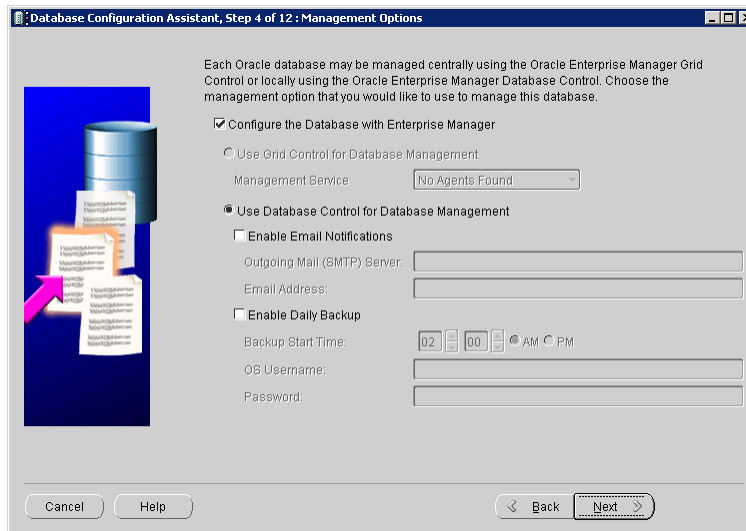 Database Configuration Assistant, Step 4 of 12 : Management Options
Each Oracle database may be managed centrally using the Oracle Enterprise Manager Grid
Control or locally using the Oracle Enterprise Manager Database Control. Choose the
management option that you would like to use to manage this database.
Configure the Database with Enterprise Manager
Use Grid Control for Database Management
Management Service No Agents Found
Use Database Control for Database Management
Enable Email Notifications
Outgoing Mail (SMTP) Server:
Email Address:
Enable Daily Backup
Backup Start Time: 02 00 AM PM
OS Username:
Password:
Cancel Help Back Next